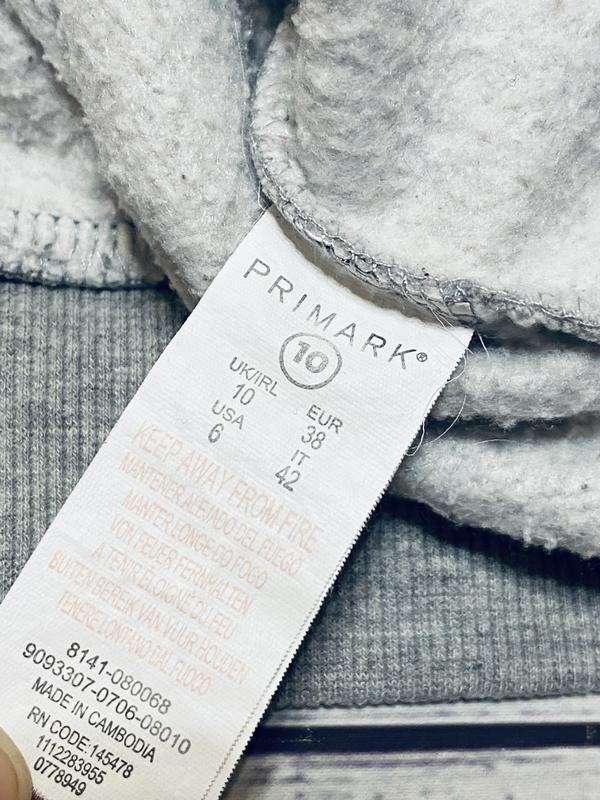 PRIMARK®
10
UK/IRL EUR
10 38
USA IT
6 42
KEEP AWAY FROM FIRE
MANTENER ALEJADO DEL FUEGO
MANTER LONGE DO FOGO
VON FEUER FERNHALTEN
A TENIR ÉLOIGNÉ DU FEU
BUITEN BEREIK VAN VUUR HOUDEN
TENERE LONTANO DAL FUOCO
8141-080068
9093307-0706-08010
MADE IN CAMBODIA
RN CODE:145478
1112283955
0778949